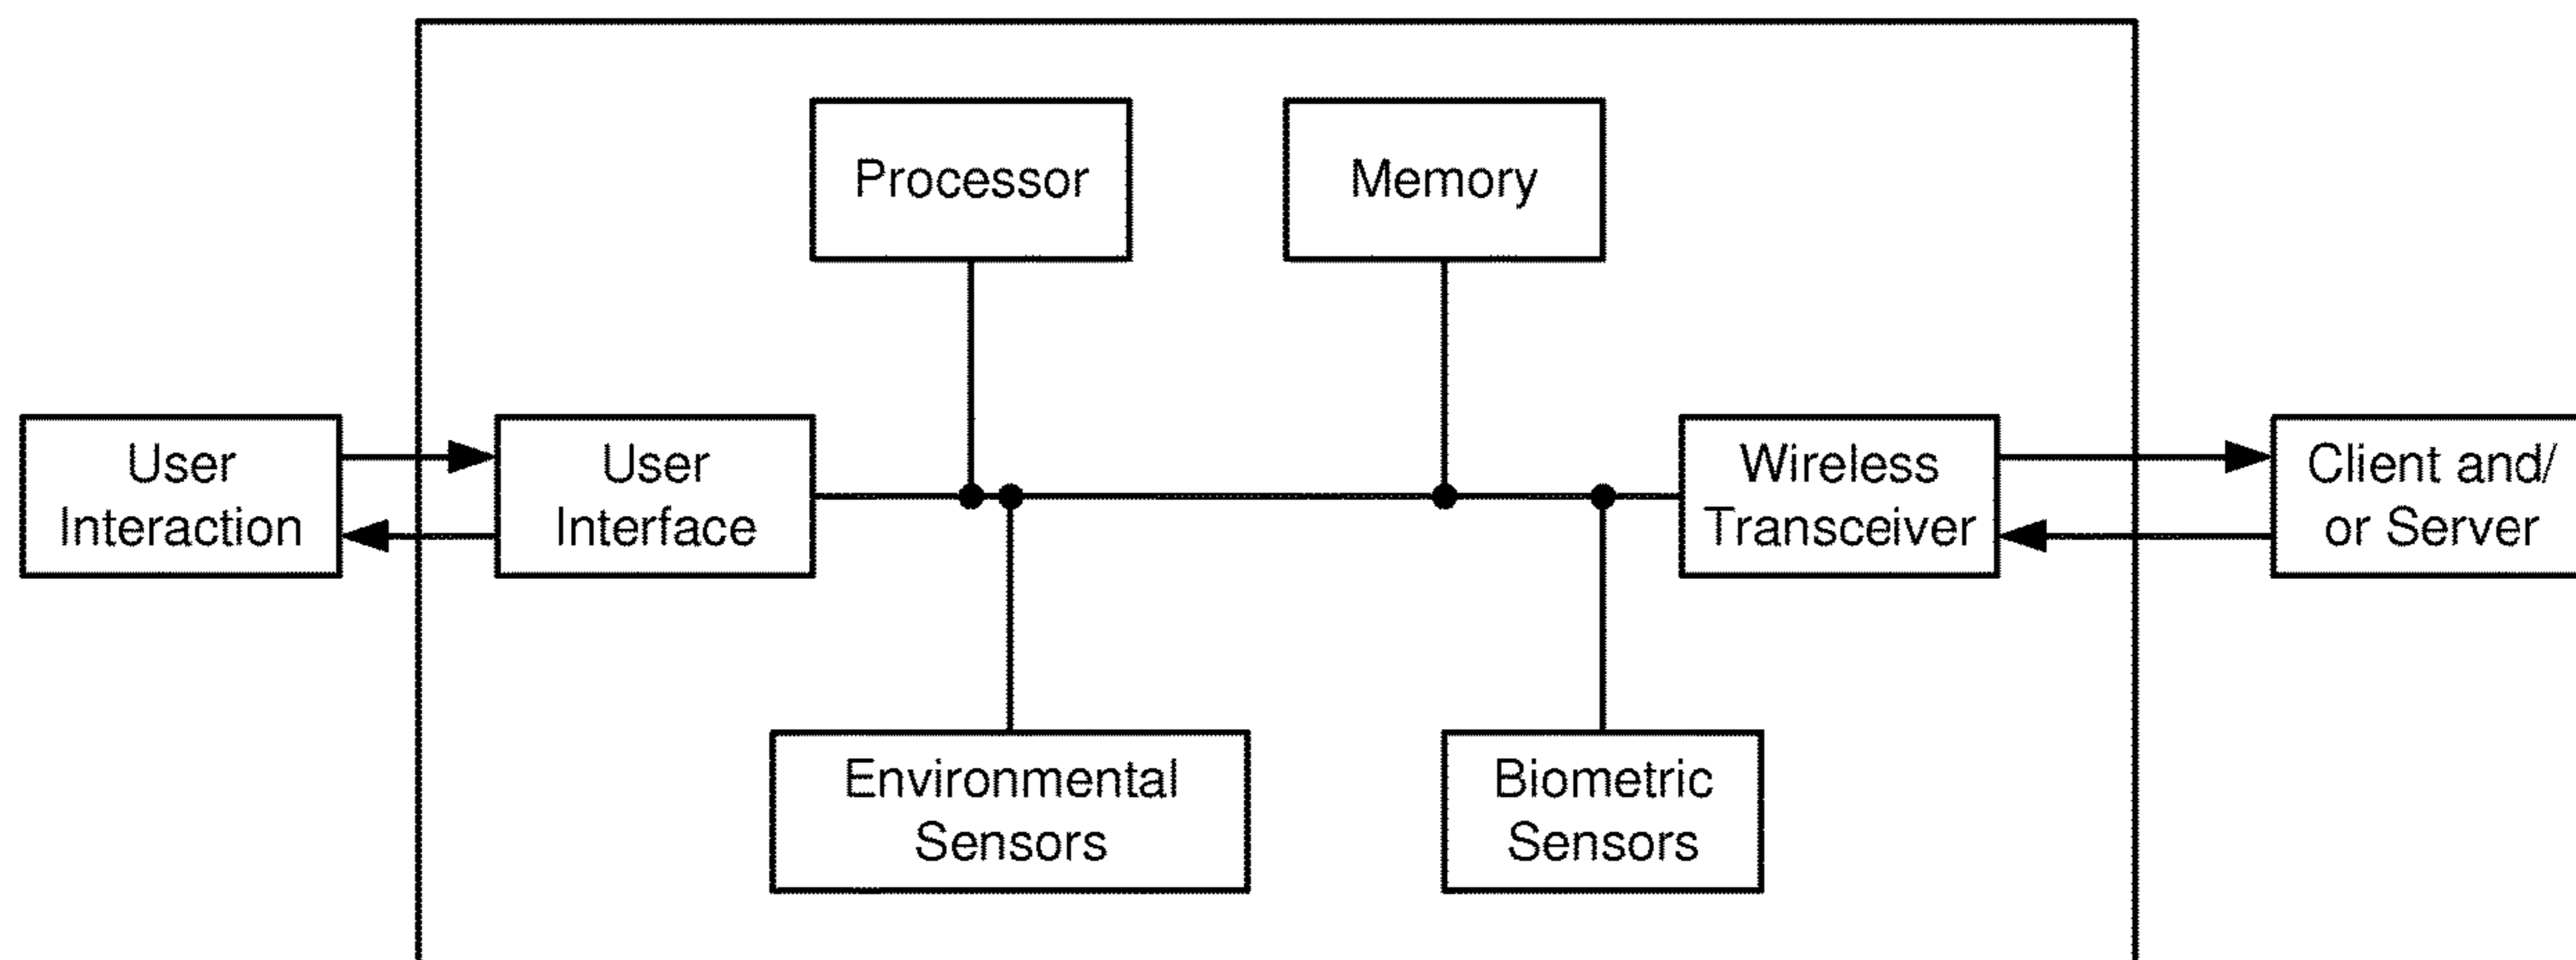 Processor
Memory
User
Interaction
User
Interface
Wireless
Transceiver
Client and/
or Server
Environmental
Sensors
Biometric
Sensors